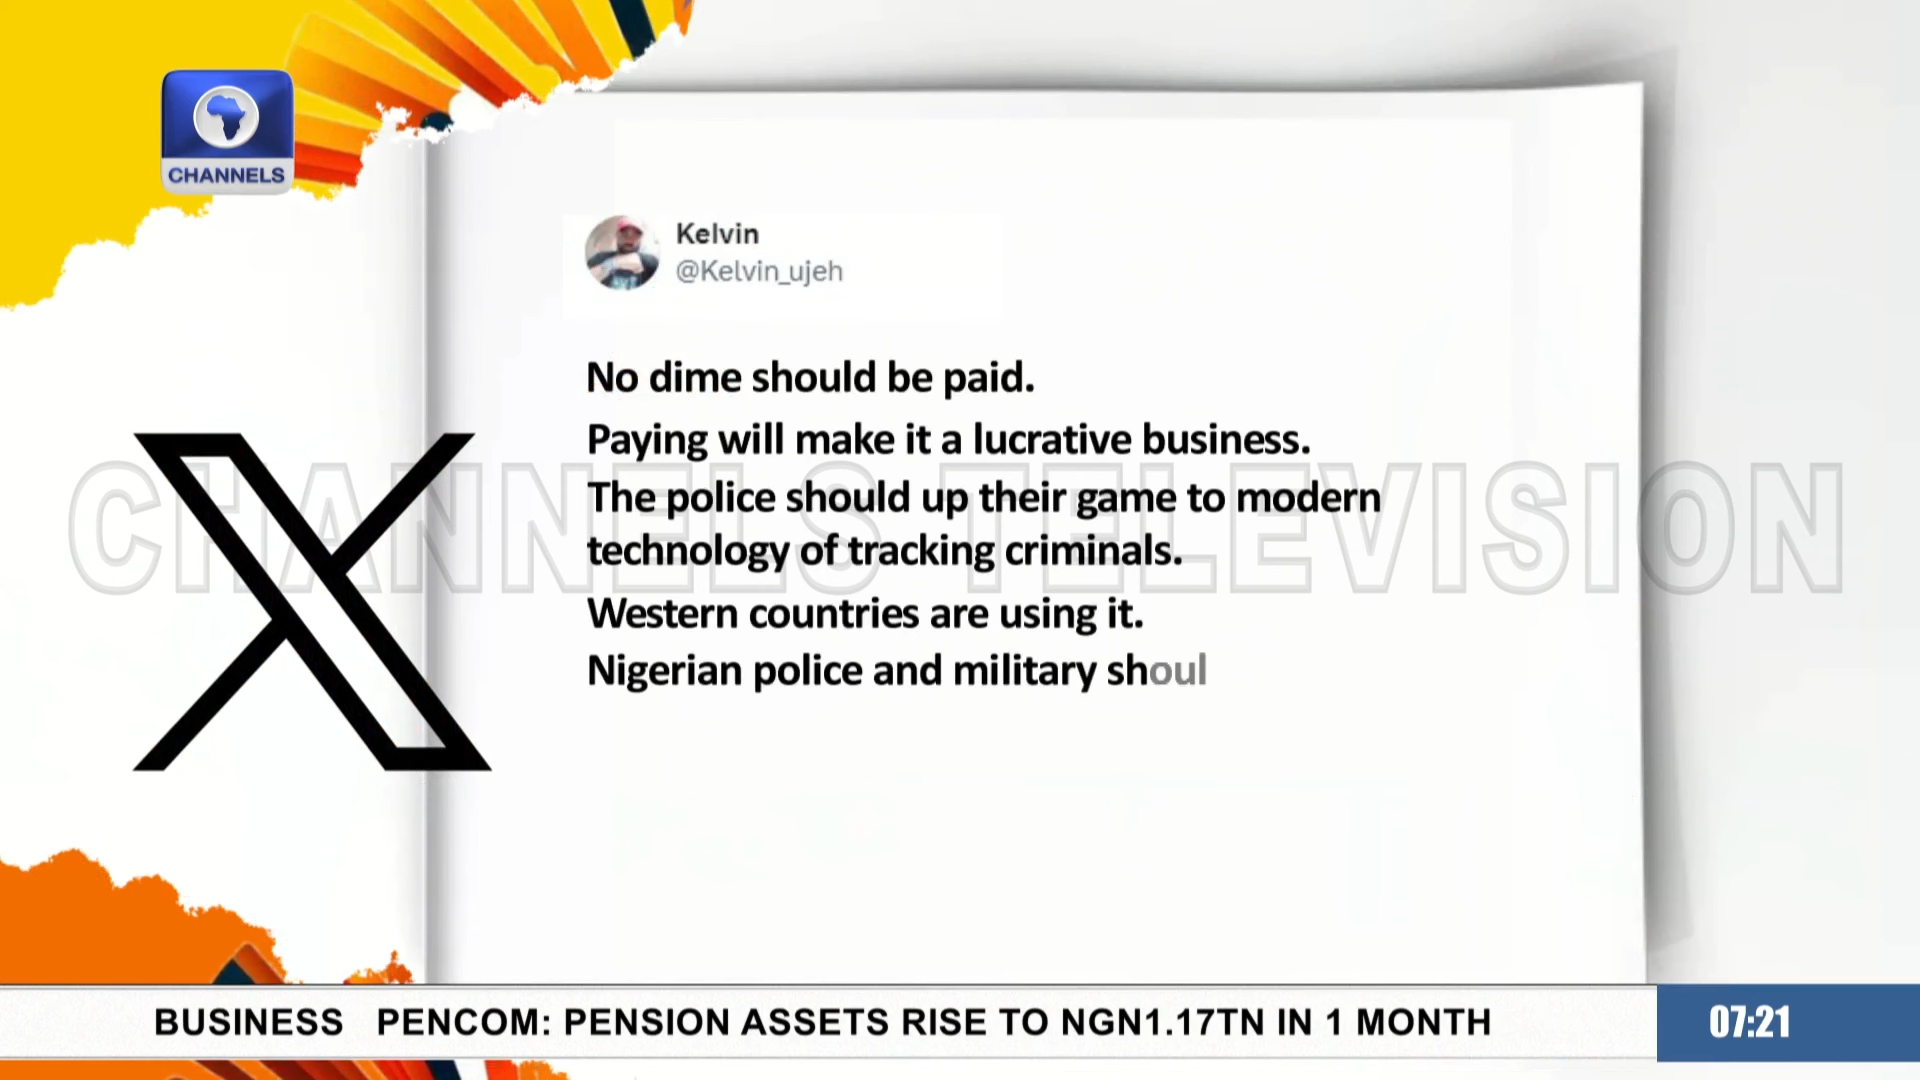 CHANNELS
Kelvin
@Kelvin_ujeh
No dime should be paid.
Paying will make it a lucrative business.
The police should up their game to modern
technology of tracking criminals.
Western countries are using it.
Nigerian police and military shoul
CHANNELS TELEVISION
BUSINESS PENCOM: PENSION ASSETS RISE TO NGN1.17TN IN 1 MONTH
07:21